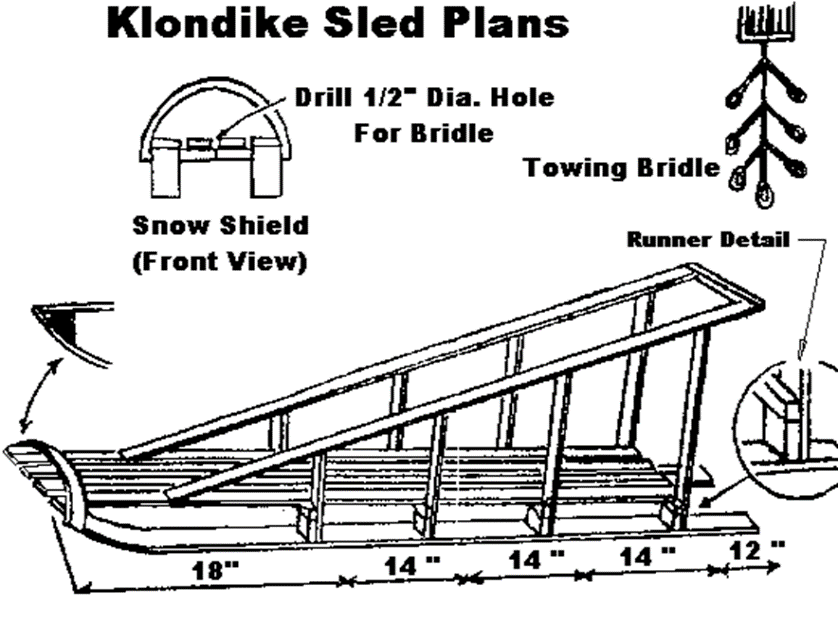 Klondike Sled Plans
Drill 1/2" Dia. Hole
For Bridle
Towing Bridle
Snow Shield
(Front View)
Runner Detail
18"
14 "
14 "
14 "
12 "